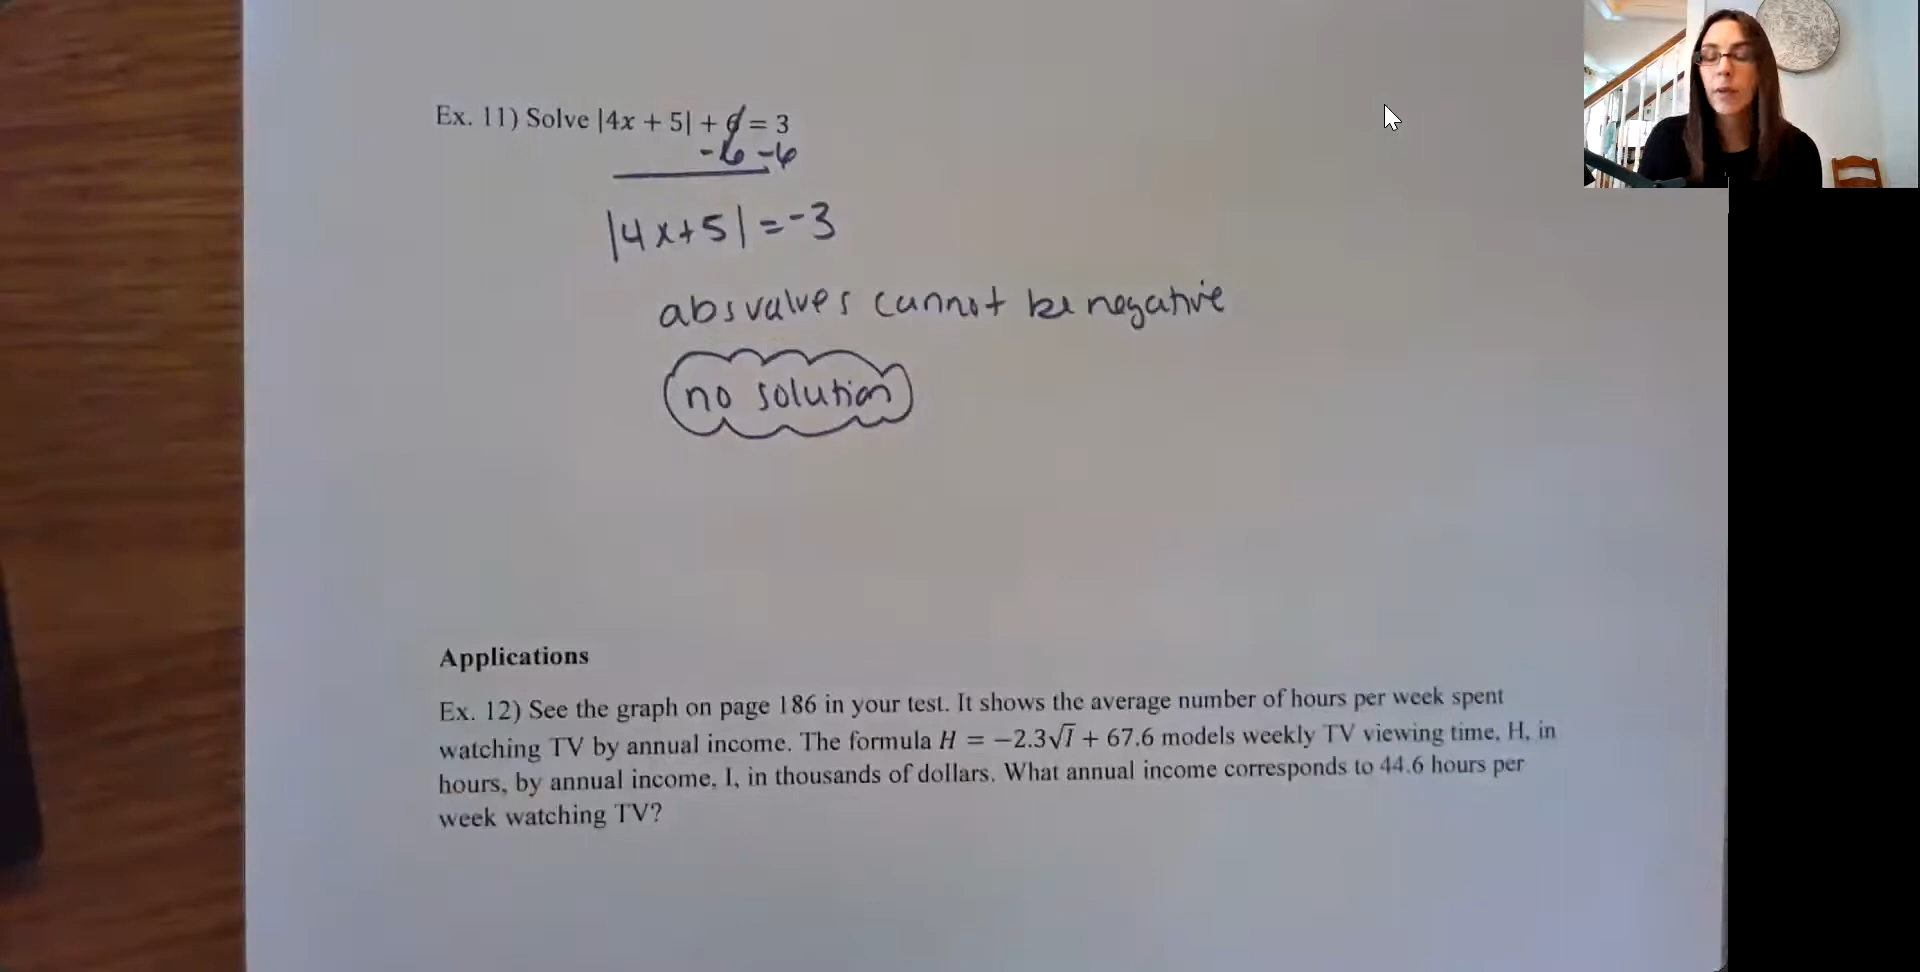 Ex. 11) Solve |4x + 5| + 6 = 3
-6 -6
|4x+5| = -3
abs values cannot be negative
no solution
Applications
Ex. 12) See the graph on page 186 in your test. It shows the average number of hours per week spent
watching TV by annual income. The formula H = −2.3√I + 67.6 models weekly TV viewing time, H, in
hours, by annual income, I, in thousands of dollars. What annual income corresponds to 44.6 hours per
week watching TV?